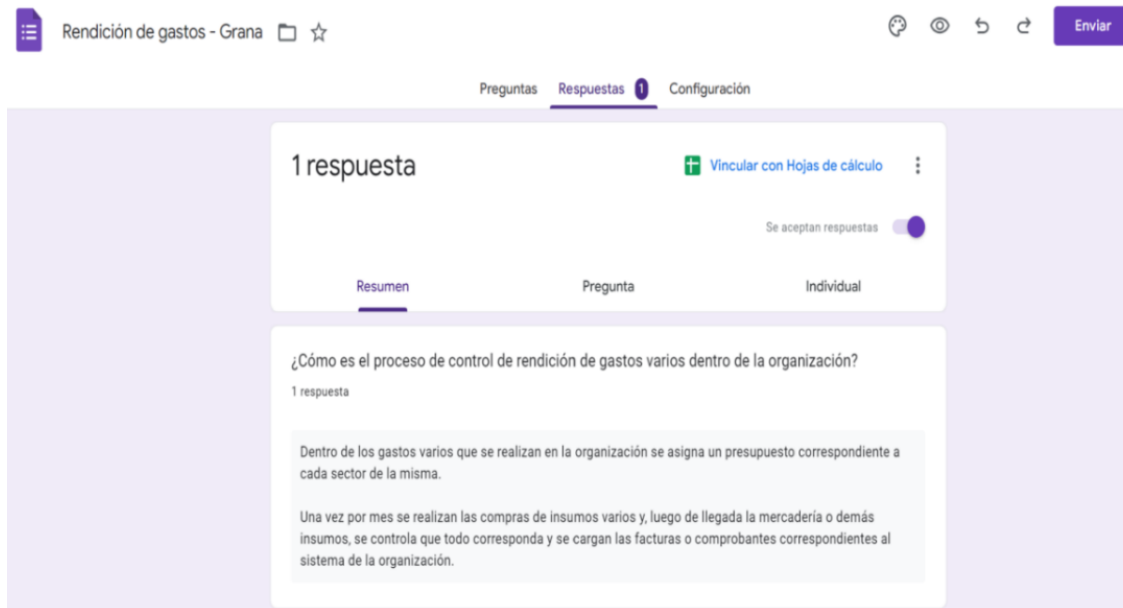 Rendición de gastos - Grana
Enviar
Preguntas Respuestas 1 Configuración
1 respuesta
Vincular con Hojas de cálculo
Se aceptan respuestas
Resumen Pregunta Individual
¿Cómo es el proceso de control de rendición de gastos varios dentro de la organización?
1 respuesta
Dentro de los gastos varios que se realizan en la organización se asigna un presupuesto correspondiente a
cada sector de la misma.
Una vez por mes se realizan las compras de insumos varios y, luego de llegada la mercadería o demás
insumos, se controla que todo corresponda y se cargan las facturas o comprobantes correspondientes al
sistema de la organización.